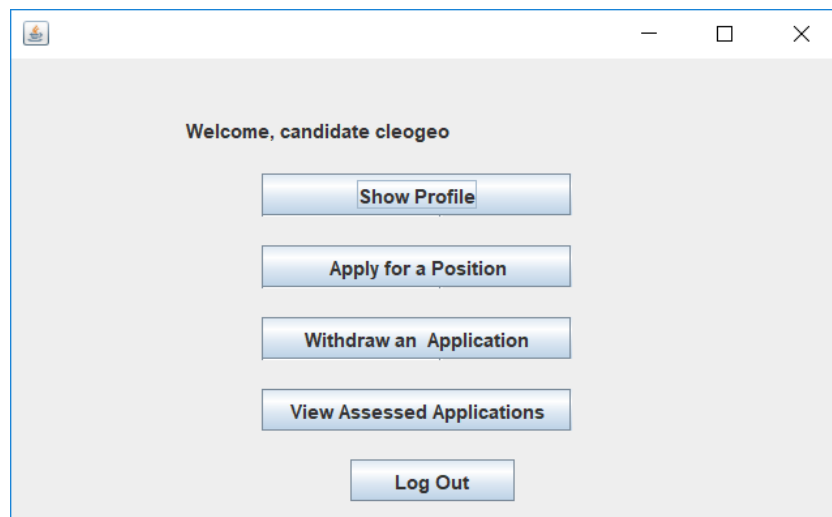 Welcome, candidate cleogeo
Show Profile
Apply for a Position
Withdraw an  Application
View Assessed Applications
Log Out